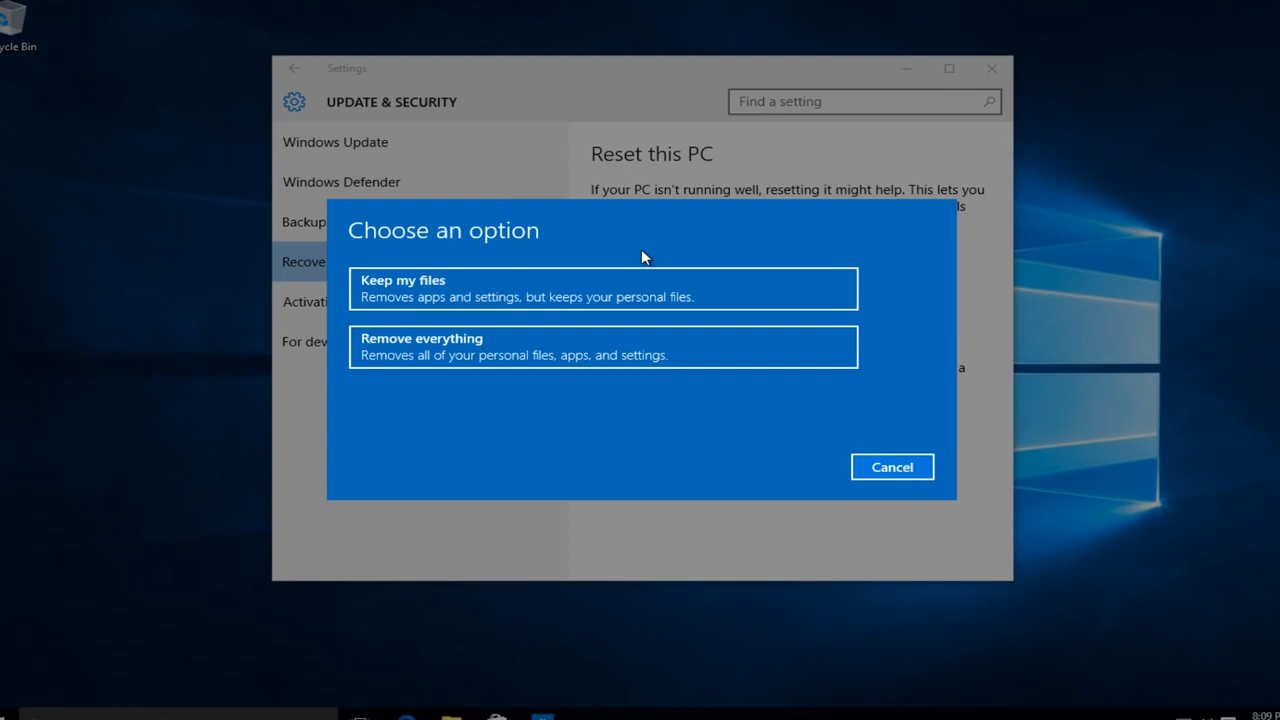 ycle Bin
Settings
UPDATE & SECURITY
Find a setting
Windows Update
Windows Defender
Backup
Recove
Activati
For dev
Reset this PC
If your PC isn't running well, resetting it might help. This lets you
ls
a
Choose an option
Keep my files
Removes apps and settings, but keeps your personal files.
Remove everything
Removes all of your personal files, apps, and settings.
Cancel
8:09 P